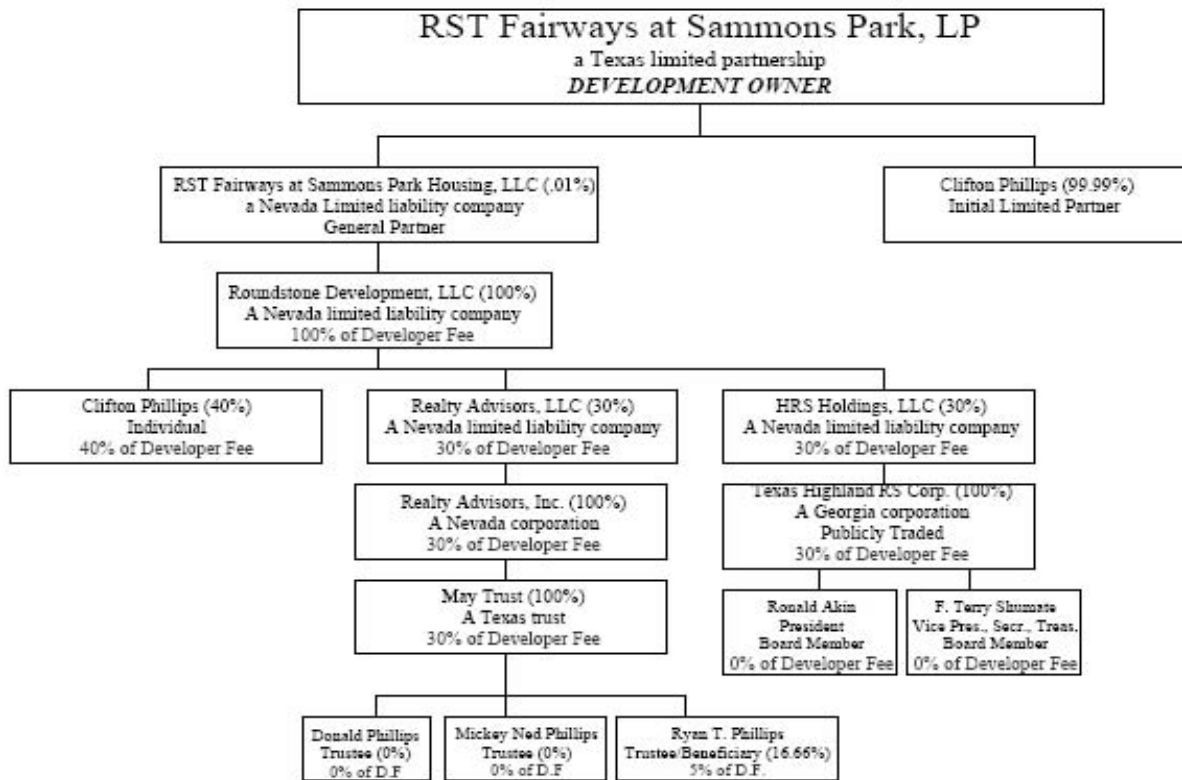 RST Fairways at Sammons Park, LP
a Texas limited partnership
DEVELOPMENT OWNER
RST Fairways at Sammons Park Housing, LLC (.01%)
a Nevada Limited liability company
General Partner
Clifton Phillips (99.99%)
Initial Limited Partner
Roundstone Development, LLC (100%)
A Nevada limited liability company
100% of Developer Fee
Clifton Phillips (40%)
Individual
40% of Developer Fee
Realty Advisors, LLC (30%)
A Nevada limited liability company
30% of Developer Fee
HRS Holdings, LLC (30%)
A Nevada limited liability company
30% of Developer Fee
Realty Advisors, Inc. (100%)
A Nevada corporation
30% of Developer Fee
Texas Highland RS Corp. (100%)
A Georgia corporation
Publicly Traded
30% of Developer Fee
May Trust (100%)
A Texas trust
30% of Developer Fee
Ronald Akin
President
Board Member
0% of Developer Fee
F. Terry Shumate
Vice Pres., Secr., Treas.
Board Member
0% of Developer Fee
Donald Phillips
Trustee (0%)
0% of D.F
Mickey Ned Phillips
Trustee (0%)
0% of D.F
Ryan T. Phillips
Trustee/Beneficiary (16.66%)
5% of D.F.